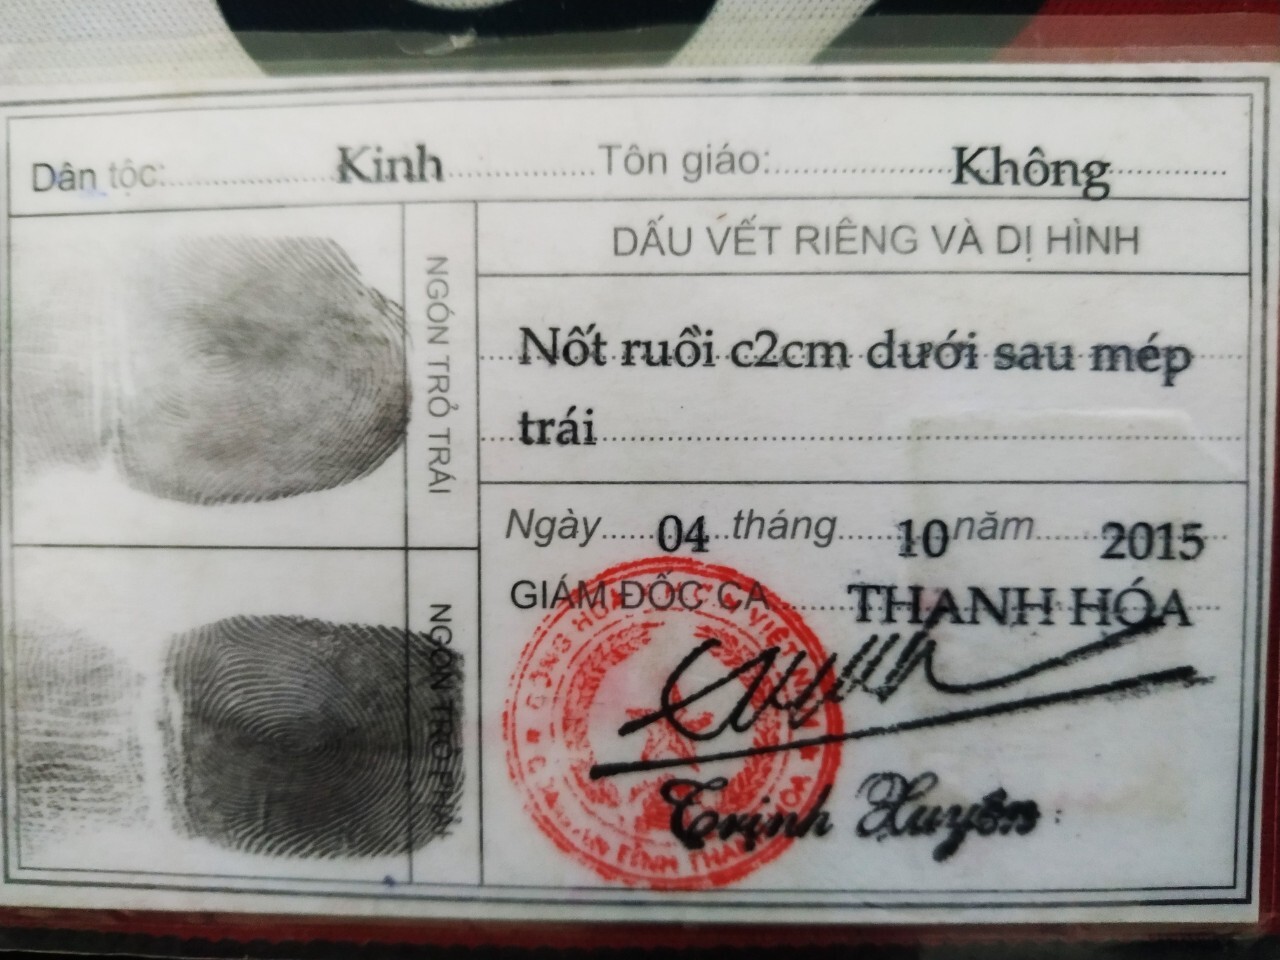 Dân tộc: Kinh Tôn giáo: Không
NGÓN TRỎ TRÁI
NGÓN TRỎ PHẢI
DẤU VẾT RIÊNG VÀ DỊ HÌNH
Nốt ruồi c2cm dưới sau mép
trái
Ngày 04 tháng 10 năm 2015
GIÁM ĐỐC CA THANH HÓA
Trịnh Xuyên